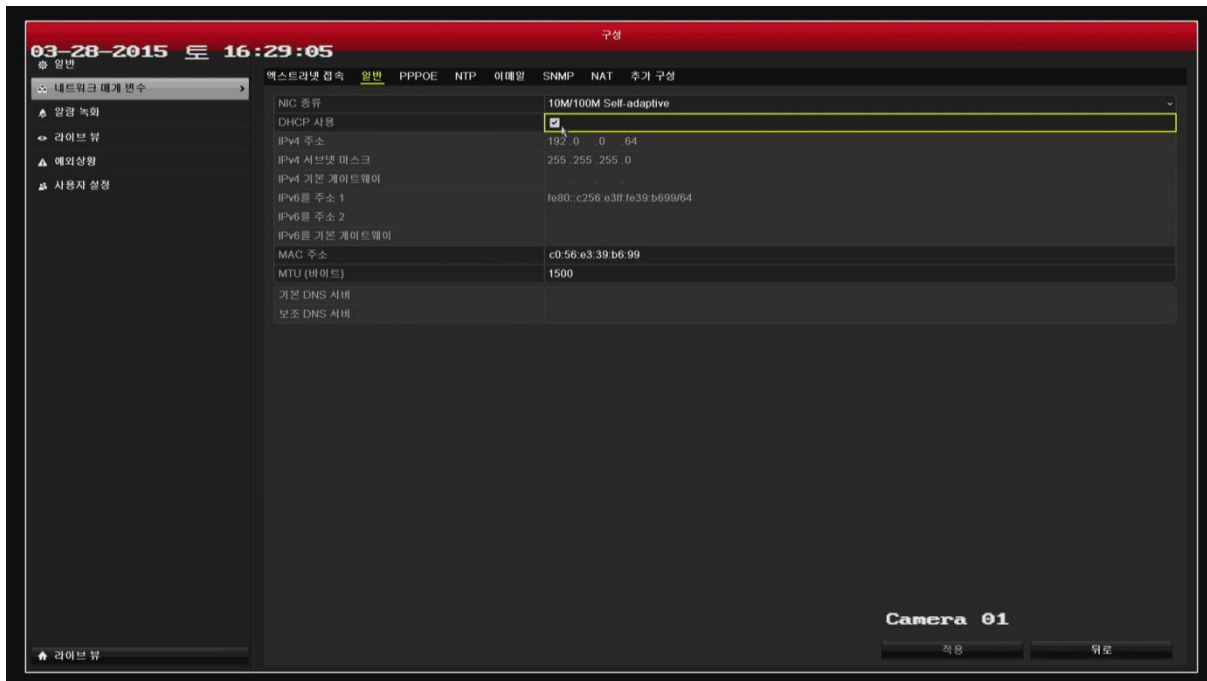 구성
03-28-2015 토 16:29:05
일반
네트워크 매개 변수
알람 녹화
라이브 뷰
예외상황
사용자 설정
라이브 뷰
엑스트라넷 접속 일반 PPPOE NTP 이메일 SNMP NAT 추가 구성
NIC 종류 10M/100M Self-adaptive
DHCP 사용
IPv4 주소 192 .0 .0 .64
IPv4 서브넷 마스크 255 .255 .255 .0
IPv4 기본 게이트웨이 . . .
IPv6를 주소 1 fe80::c256:e3ff:fe39:b699/64
IPv6를 주소 2
IPv6를 기본 게이트웨이
MAC 주소 c0:56:e3:39:b6:99
MTU (바이트) 1500
기본 DNS 서버
보조 DNS 서버
Camera 01
적용 뒤로